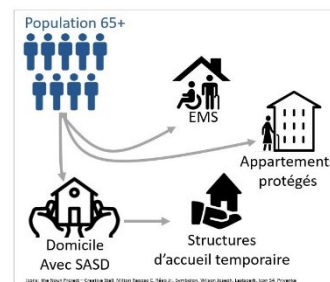 Population 65+
EMS
Appartement
protégés
Domicile
Avec SASD
Structures
d'accueil temporaire